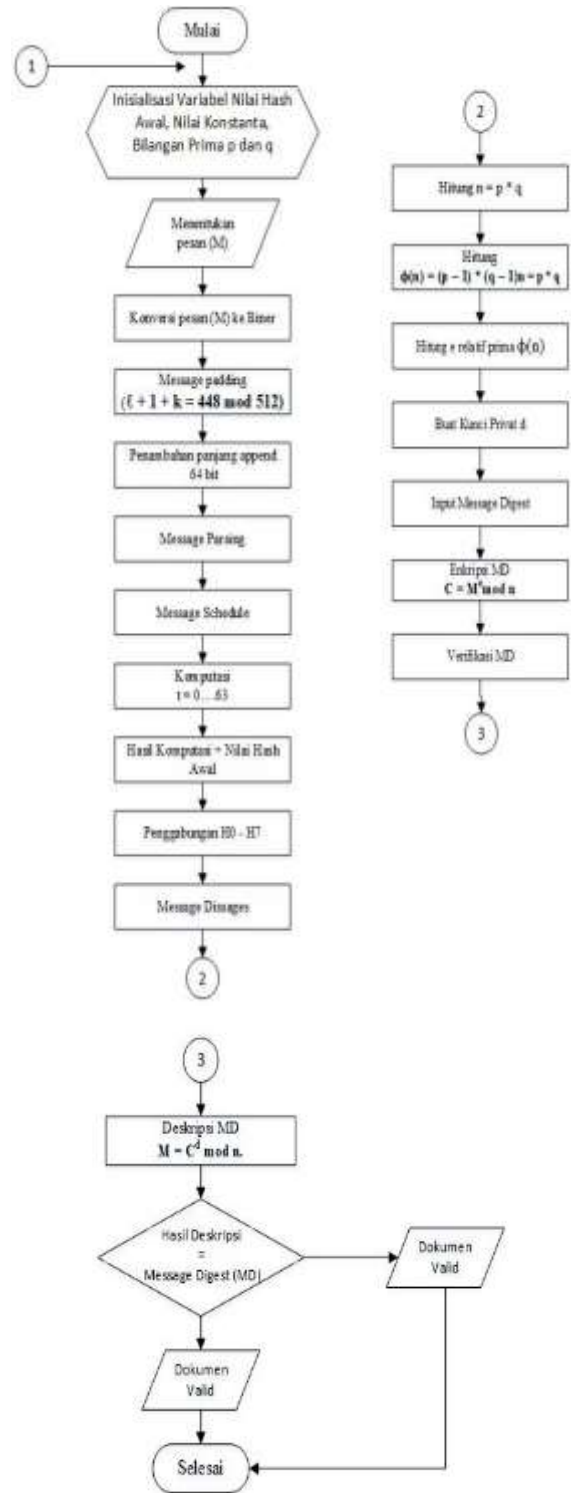 Mulai
1
Inisialisasi Variabel Nilai Hash
Awal, Nilai Konstanta,
Bilangan Prima p dan q
Menentukan
pesan (M)
Konversi pesan (M) ke Biner
Message padding
(ℓ + 1 + k = 448 mod 512)
Penambahan panjang append
64 bit
Message Parsing
Message Schedule
Komputasi
t = 0....63
Hasil Komputasi + Nilai Hash
Awal
Penggabungan H0 - H7
Message Dissages
2
2
Hitung n = p * q
Hitung
ϕ(n) = (p – 1) * (q – 1)n = p * q
Hitung e relatif prima ϕ(n)
Buat Kunci Privat d
Input Message Digest
Enkripsi MD
C = Mᵉ mod n
Verifikasi MD
3
3
Deskripsi MD
M = Cᵈ mod n.
Hasil Deskripsi
=
Message Digest (MD)
Dokumen
Valid
Dokumen
Valid
Selesai